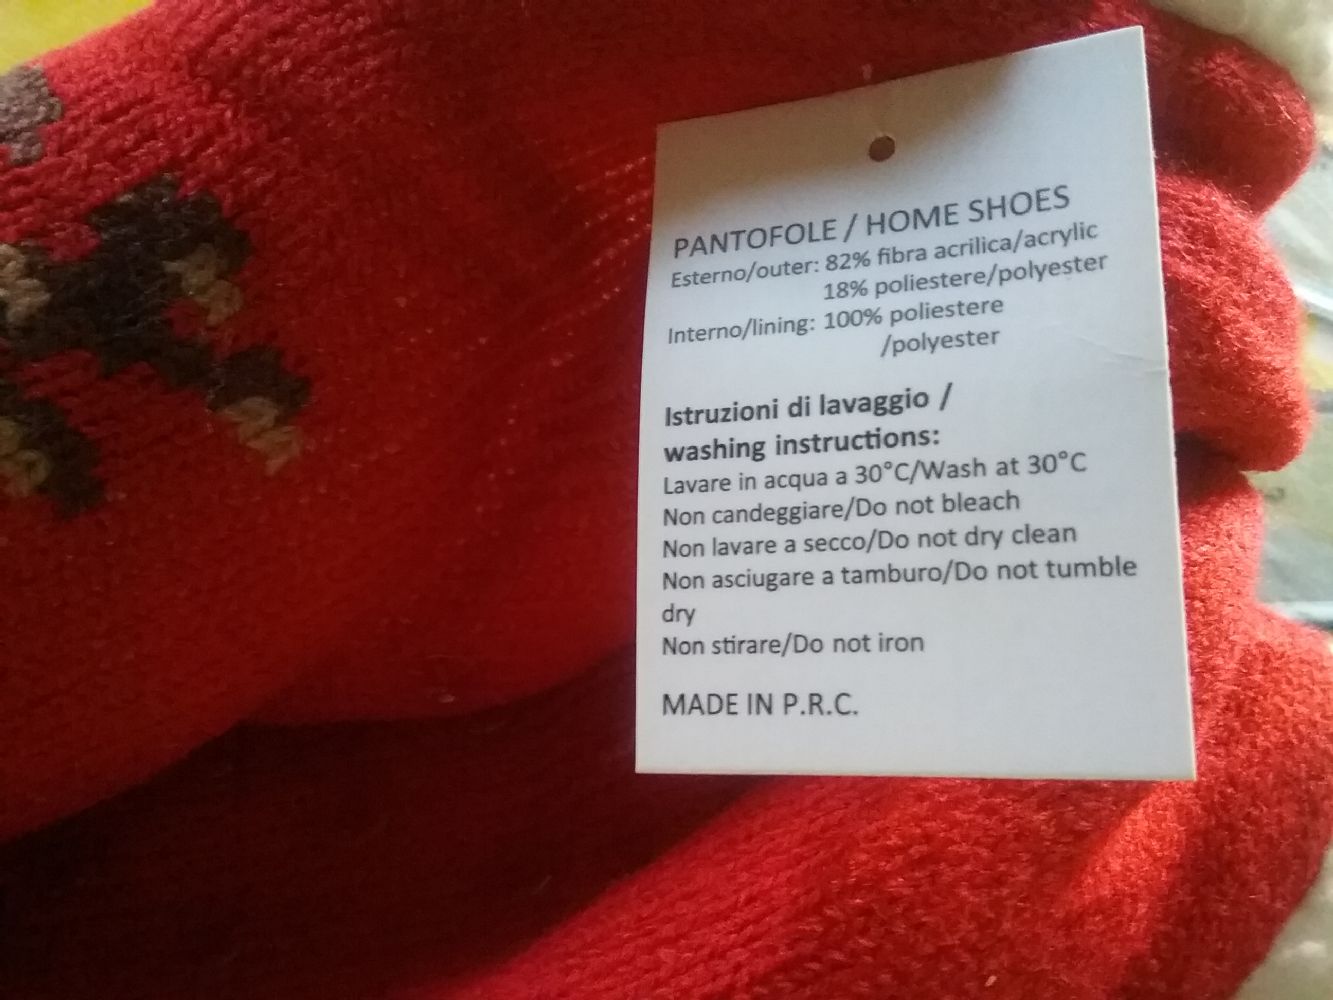 PANTOFOLE / HOME SHOES
Esterno/outer: 82% fibra acrilica/acrylic
18% poliestere/polyester
Interno/lining: 100% poliestere
/polyester
Istruzioni di lavaggio /
washing instructions:
Lavare in acqua a 30°C/Wash at 30°C
Non candeggiare/Do not bleach
Non lavare a secco/Do not dry clean
Non asciugare a tamburo/Do not tumble
dry
Non stirare/Do not iron
MADE IN P.R.C.